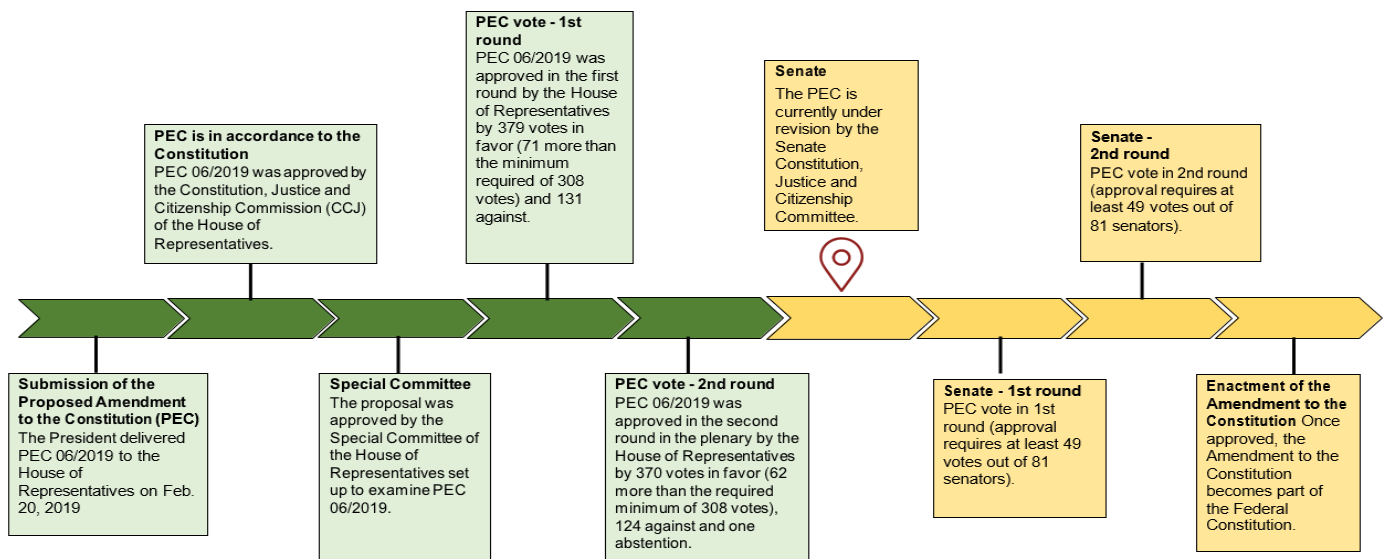 Submission of the
Proposed Amendment
to the Constitution (PEC)
The President delivered
PEC 06/2019 to the
House of
Representatives on Feb.
20, 2019
PEC is in accordance to the
Constitution
PEC 06/2019 was approved by
the Constitution, Justice and
Citizenship Commission (CCJ)
of the House of
Representatives.
Special Committee
The proposal was
approved by the
Special Committee of
the House of
Representatives set
up to examine PEC
06/2019.
PEC vote - 1st
round
PEC 06/2019 was
approved in the first
round by the House
of Representatives
by 379 votes in
favor (71 more than
the minimum
required of 308
votes) and 131
against.
PEC vote - 2nd round
PEC 06/2019 was
approved in the second
round in the plenary by the
House of Representatives
by 370 votes in favor (62
more than the required
minimum of 308 votes),
124 against and one
abstention.
Senate
The PEC is
currently under
revision by the
Senate
Constitution,
Justice and
Citizenship
Committee.
Senate - 1st round
PEC vote in 1st
round (approval
requires at least 49
votes out of 81
senators).
Senate -
2nd round
PEC vote in 2nd round
(approval requires at
least 49 votes out of
81 senators).
Enactment of the
Amendment to the
Constitution Once
approved, the
Amendment to the
Constitution
becomes part of
the Federal
Constitution.